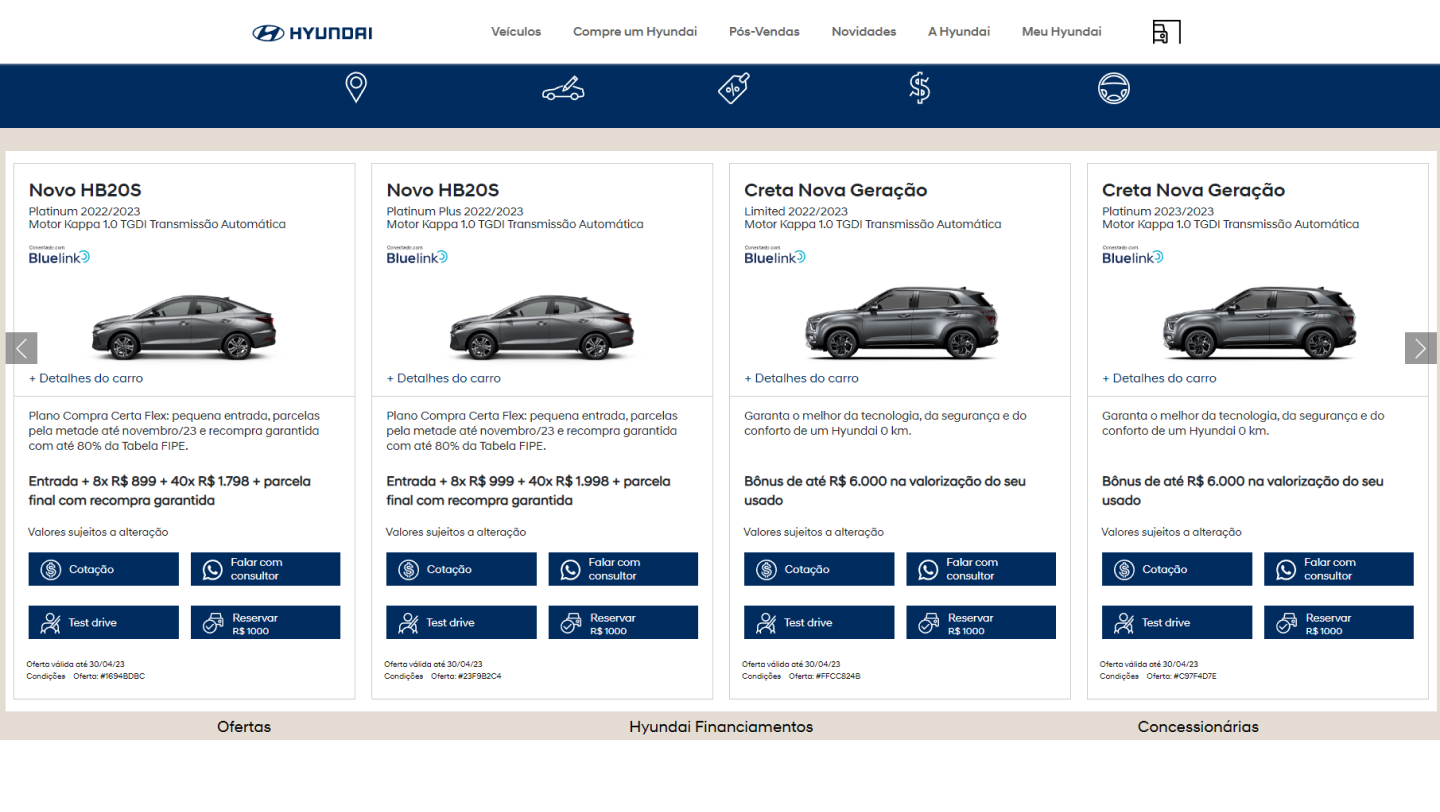 HYUNDAI
Veículos Compre um Hyundai Pós-Vendas Novidades A Hyundai Meu Hyundai
Novo HB20S
Platinum 2022/2023
Motor Kappa 1.0 TGDI Transmissão Automática
Conectado com
Bluelink
+ Detalhes do carro
Plano Compra Certa Flex: pequena entrada, parcelas
pela metade até novembro/23 e recompra garantida
com até 80% da Tabela FIPE.
Entrada + 8x R$ 899 + 40x R$ 1.798 + parcela
final com recompra garantida
Valores sujeitos a alteração
Cotação
Falar com
consultor
Test drive
Reservar
R$ 1000
Oferta válida até 30/04/23
Condições Oferta: #1694BDBC
Novo HB20S
Platinum Plus 2022/2023
Motor Kappa 1.0 TGDI Transmissão Automática
Conectado com
Bluelink
+ Detalhes do carro
Plano Compra Certa Flex: pequena entrada, parcelas
pela metade até novembro/23 e recompra garantida
com até 80% da Tabela FIPE.
Entrada + 8x R$ 999 + 40x R$ 1.998 + parcela
final com recompra garantida
Valores sujeitos a alteração
Cotação
Falar com
consultor
Test drive
Reservar
R$ 1000
Oferta válida até 30/04/23
Condições Oferta: #23F9B2C4
Creta Nova Geração
Limited 2022/2023
Motor Kappa 1.0 TGDI Transmissão Automática
Conectado com
Bluelink
+ Detalhes do carro
Garanta o melhor da tecnologia, da segurança e do
conforto de um Hyundai 0 km.
Bônus de até R$ 6.000 na valorização do seu
usado
Valores sujeitos a alteração
Cotação
Falar com
consultor
Test drive
Reservar
R$ 1000
Oferta válida até 30/04/23
Condições Oferta: #FFCC824B
Creta Nova Geração
Platinum 2023/2023
Motor Kappa 1.0 TGDI Transmissão Automática
Conectado com
Bluelink
+ Detalhes do carro
Garanta o melhor da tecnologia, da segurança e do
conforto de um Hyundai 0 km.
Bônus de até R$ 6.000 na valorização do seu
usado
Valores sujeitos a alteração
Cotação
Falar com
consultor
Test drive
Reservar
R$ 1000
Oferta válida até 30/04/23
Condições Oferta: #C97F4D7E
Ofertas Hyundai Financiamentos Concessionárias